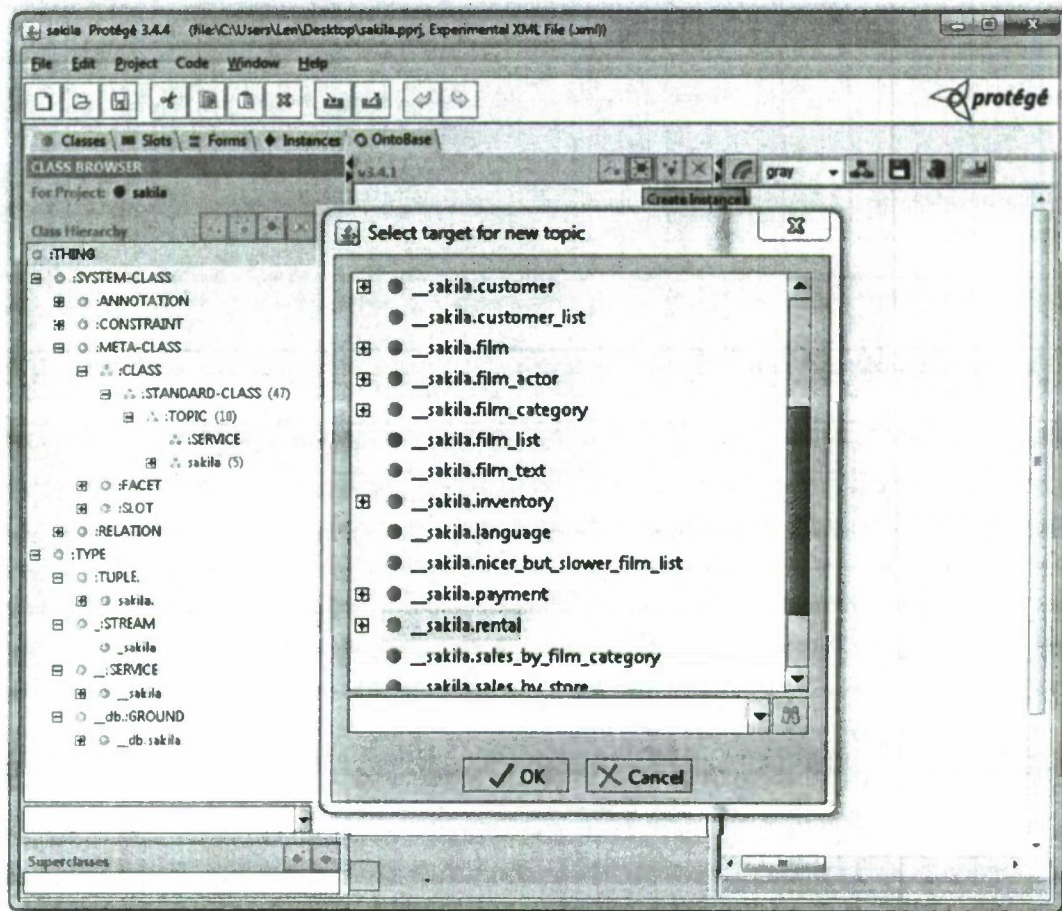 sakila Protégé 3.4.4 (file:\C:\Users\Len\Desktop\sakila.pprj, Experimental XML File (.xml))
File Edit Project Code Window Help
protégé
Classes Slots Forms Instances OntoBase
CLASS BROWSER
v3.4.1
gray
For Project: sakila
Create Instance
Class Hierarchy
Select target for new topic
:THING
:SYSTEM-CLASS
:ANNOTATION
:CONSTRAINT
:META-CLASS
:CLASS
:STANDARD-CLASS (47)
:TOPIC (18)
:SERVICE
sakila (5)
:FACET
:SLOT
:RELATION
:TYPE
:TUPLE.
sakila.
_:STREAM
_sakila
__:SERVICE
__sakila
__db.:GROUND
__db.sakila
__sakila.customer
__sakila.customer_list
__sakila.film
__sakila.film_actor
__sakila.film_category
__sakila.film_list
__sakila.film_text
__sakila.inventory
__sakila.language
__sakila.nicer_but_slower_film_list
__sakila.payment
__sakila.rental
__sakila.sales_by_film_category
__sakila.sales_by_store
OK Cancel
Superclasses